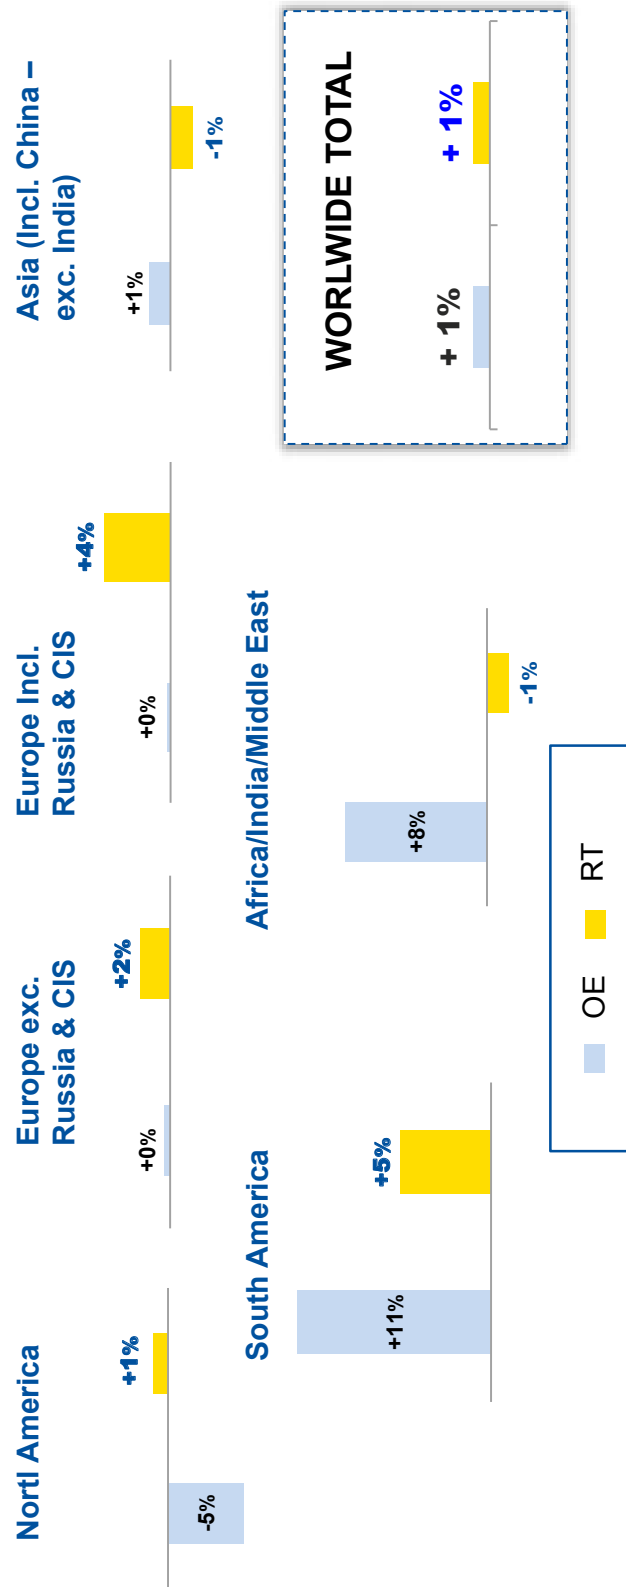 Nortl America
-5%
+1%
Europe exc.
Russia & CIS
+0%
+2%
Europe Incl.
Russia & CIS
+0%
+4%
Asia (Incl. China –
exc. India)
+1%
-1%
South America
+11%
+5%
Africa/India/Middle East
+8%
-1%
WORLWIDE TOTAL
+ 1%
+ 1%
OE
RT